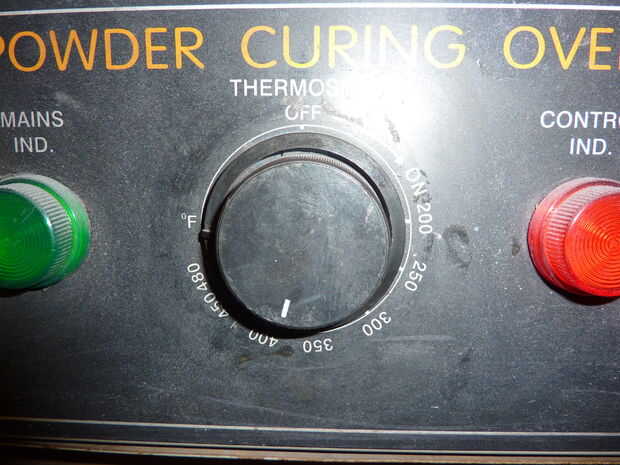 POWDER CURING OVE
THERMOS
OFF
MAINS
IND.
CONTRO
IND.
°F
ON 200
250
300
350
400
450
480